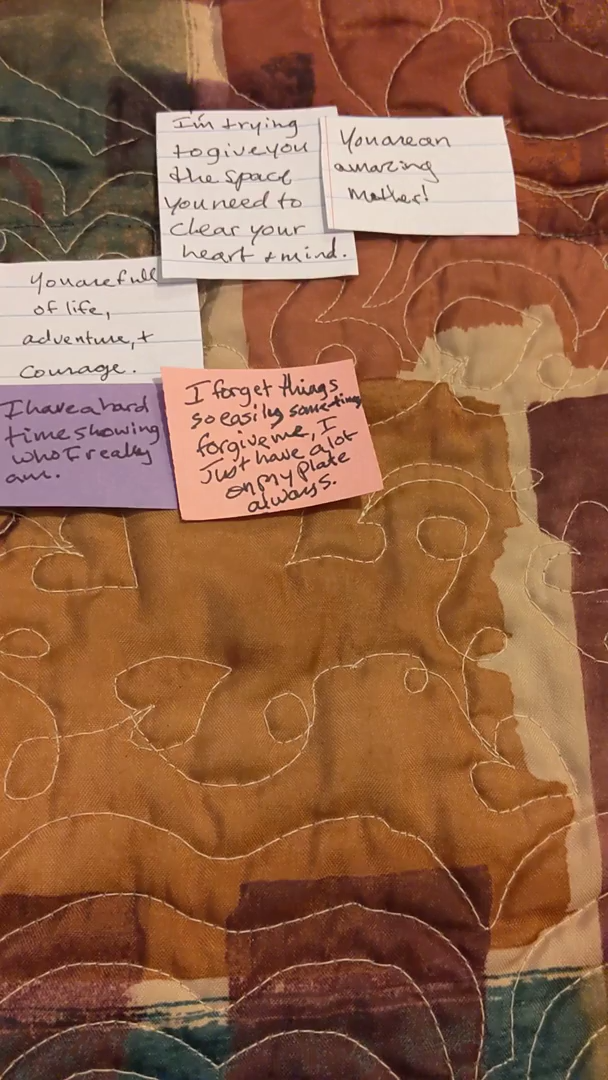 I'm trying
to give you
the space
you need to
clear your
heart + mind.
You are an
amazing
Mother!
You are full
of life,
adventure, +
courage.
I have a hard
time showing
who I really
am.
I forget things
so easily sometimes
forgive me, I
Just have a lot
on my plate
always.